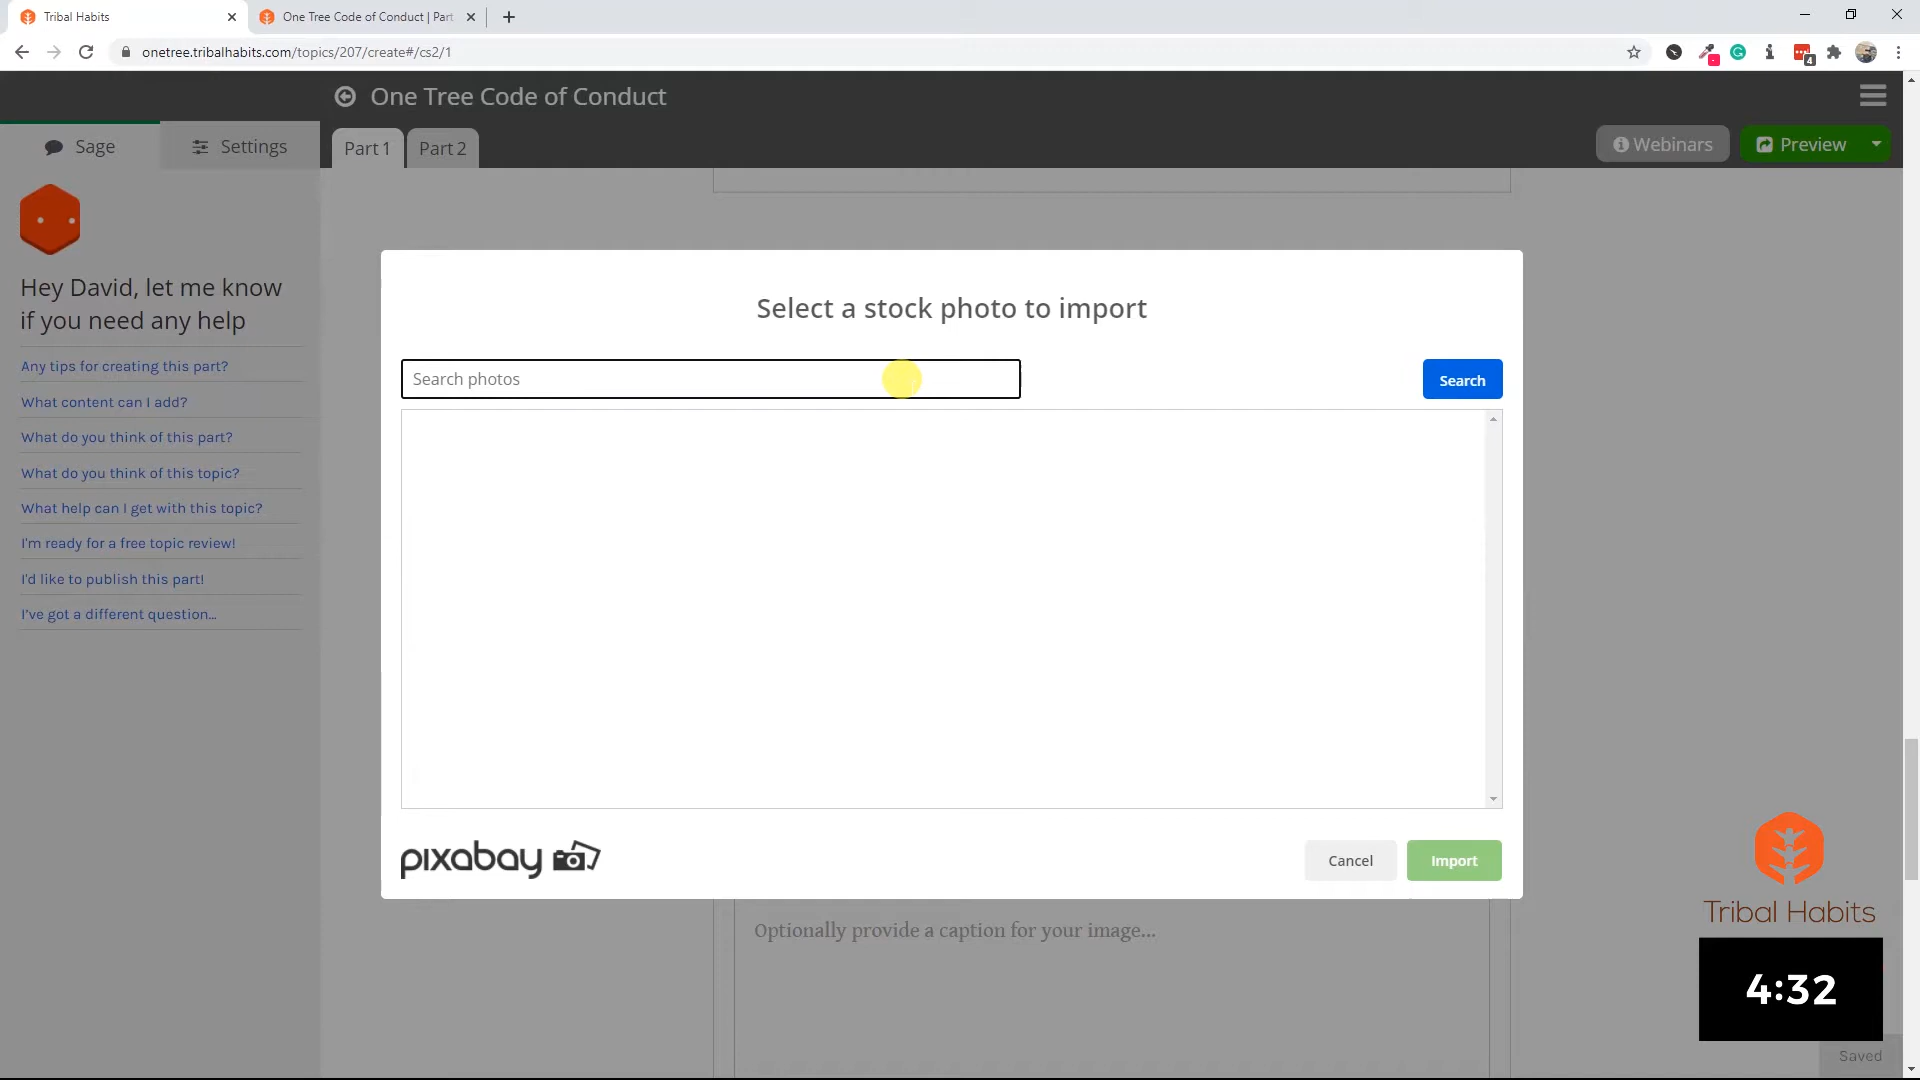 Tribal Habits
One Tree Code of Conduct | Part
onetree.tribalhabits.com/topics/207/create#/cs2/1
4
One Tree Code of Conduct
Sage
Settings
Part 1
Part 2
Webinars
Preview
Hey David, let me know
if you need any help
Any tips for creating this part?
What content can I add?
What do you think of this part?
What do you think of this topic?
What help can I get with this topic?
I'm ready for a free topic review!
I'd like to publish this part!
I've got a different question...
Select a stock photo to import
Search photos
Search
pixabay
Cancel
Import
Optionally provide a caption for your image...
Tribal Habits
4:32
Saved